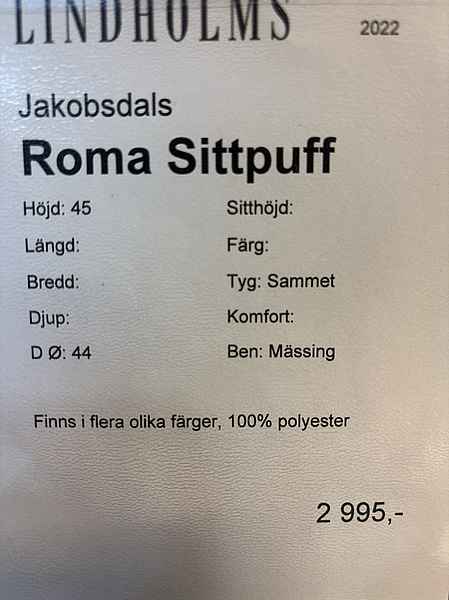 LINDHOLMS 2022
Jakobsdals
Roma Sittpuff
Höjd: 45 Sitthöjd:
Längd: Färg:
Bredd: Tyg: Sammet
Djup: Komfort:
D Ø: 44 Ben: Mässing
Finns i flera olika färger, 100% polyester
2 995,-